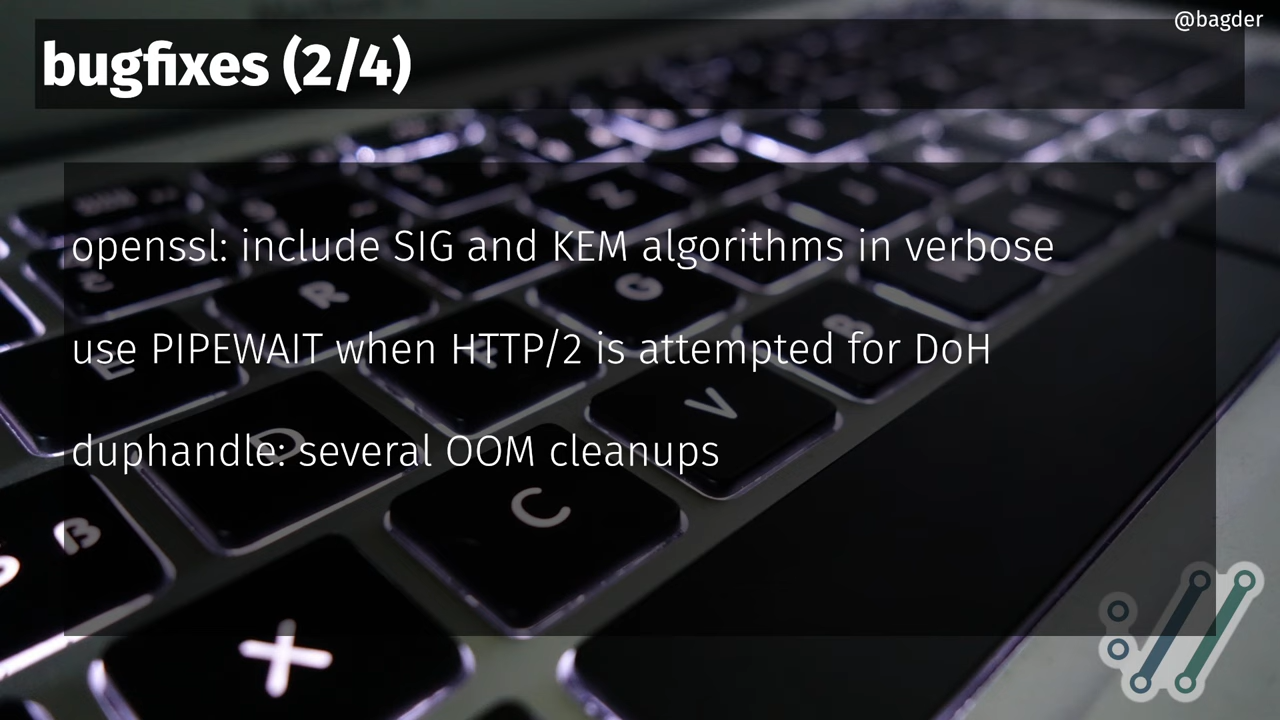 @bagder
bugfixes (2/4)
openssl: include SIG and KEM algorithms in verbose
use PIPEWAIT when HTTP/2 is attempted for DoH
duphandle: several OOM cleanups